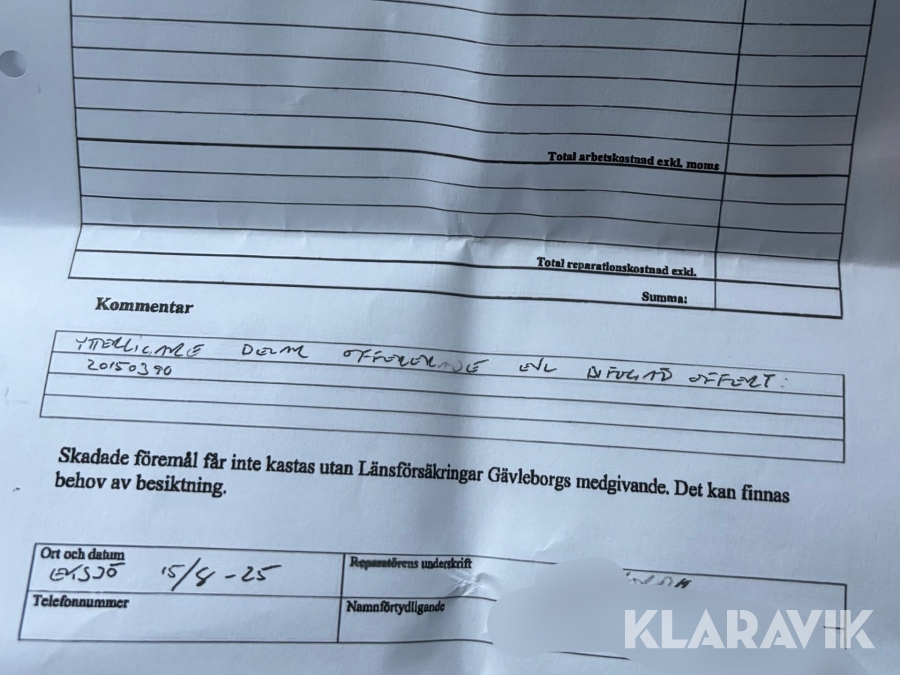 Total arbetskostnad exkl. moms
Total reparationskostnad exkl.
Summa:
Kommentar
YTTERLIGARE DELAR OFFERERADE ENL BIFOGAD OFFERT:
20150390
Skadade föremål får inte kastas utan Länsförsäkringar Gävleborgs medgivande. Det kan finnas
behov av besiktning.
Ort och datum
EKSJÖ 15/8-25
Reparatörens underskrift
Telefonnummer
Namnförtydligande
KLARAVIK